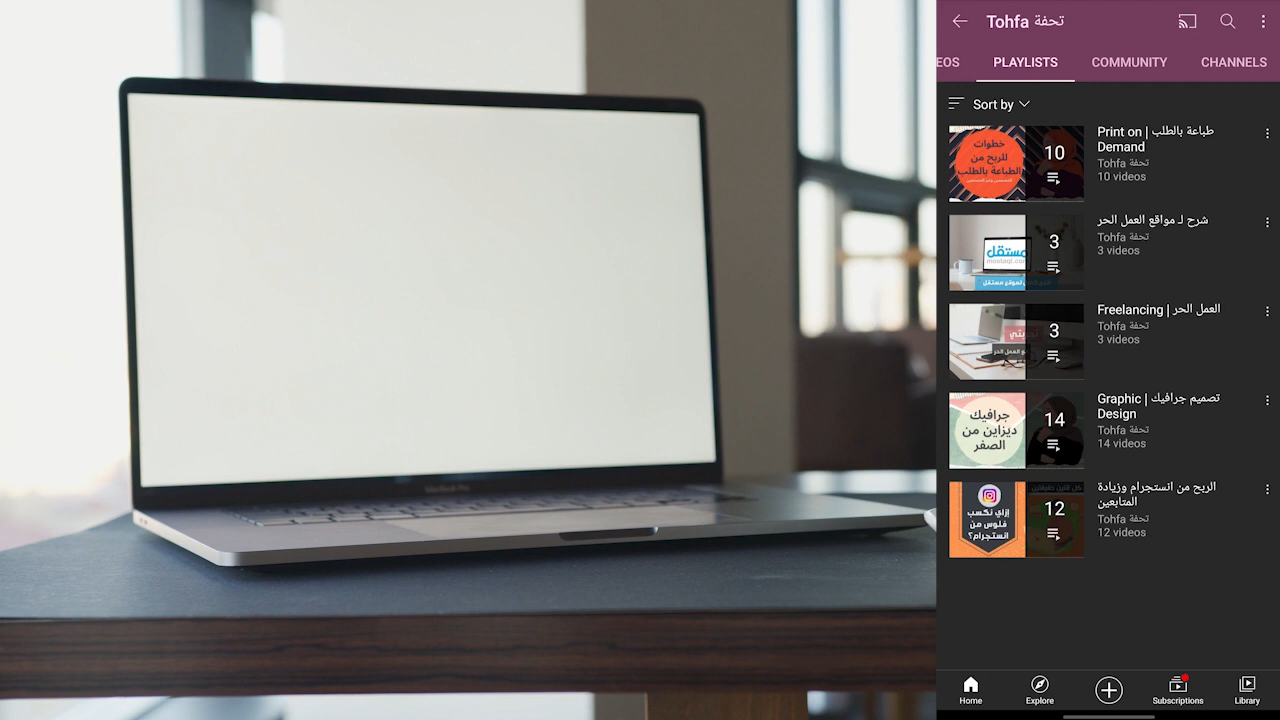 Tohfa تحفة
EOS
PLAYLISTS
COMMUNITY
CHANNELS
Sort by
خطوات
للربح من
الطباعة بالطلب
10
Print on | طباعة بالطلب
Demand
Tohfa تحفة
10 videos
مستقل
mostaql.com
3
شرح لـ مواقع العمل الحر
Tohfa تحفة
3 videos
3
Freelancing | العمل الحر
Tohfa تحفة
3 videos
جرافيك
ديزاين من
الصفر
14
Graphic | تصميم جرافيك
Design
Tohfa تحفة
14 videos
إزاي تكسب
فلوس من
انستجرام؟
12
الربح من انستجرام وزيادة
المتابعين
Tohfa تحفة
12 videos
Home
Explore
Subscriptions
Library